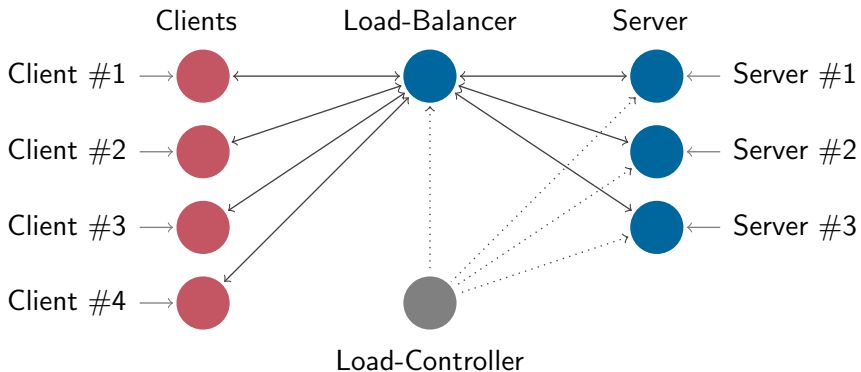 Clients
Load-Balancer
Server
Client #1
Server #1
Client #2
Server #2
Client #3
Server #3
Client #4
Load-Controller